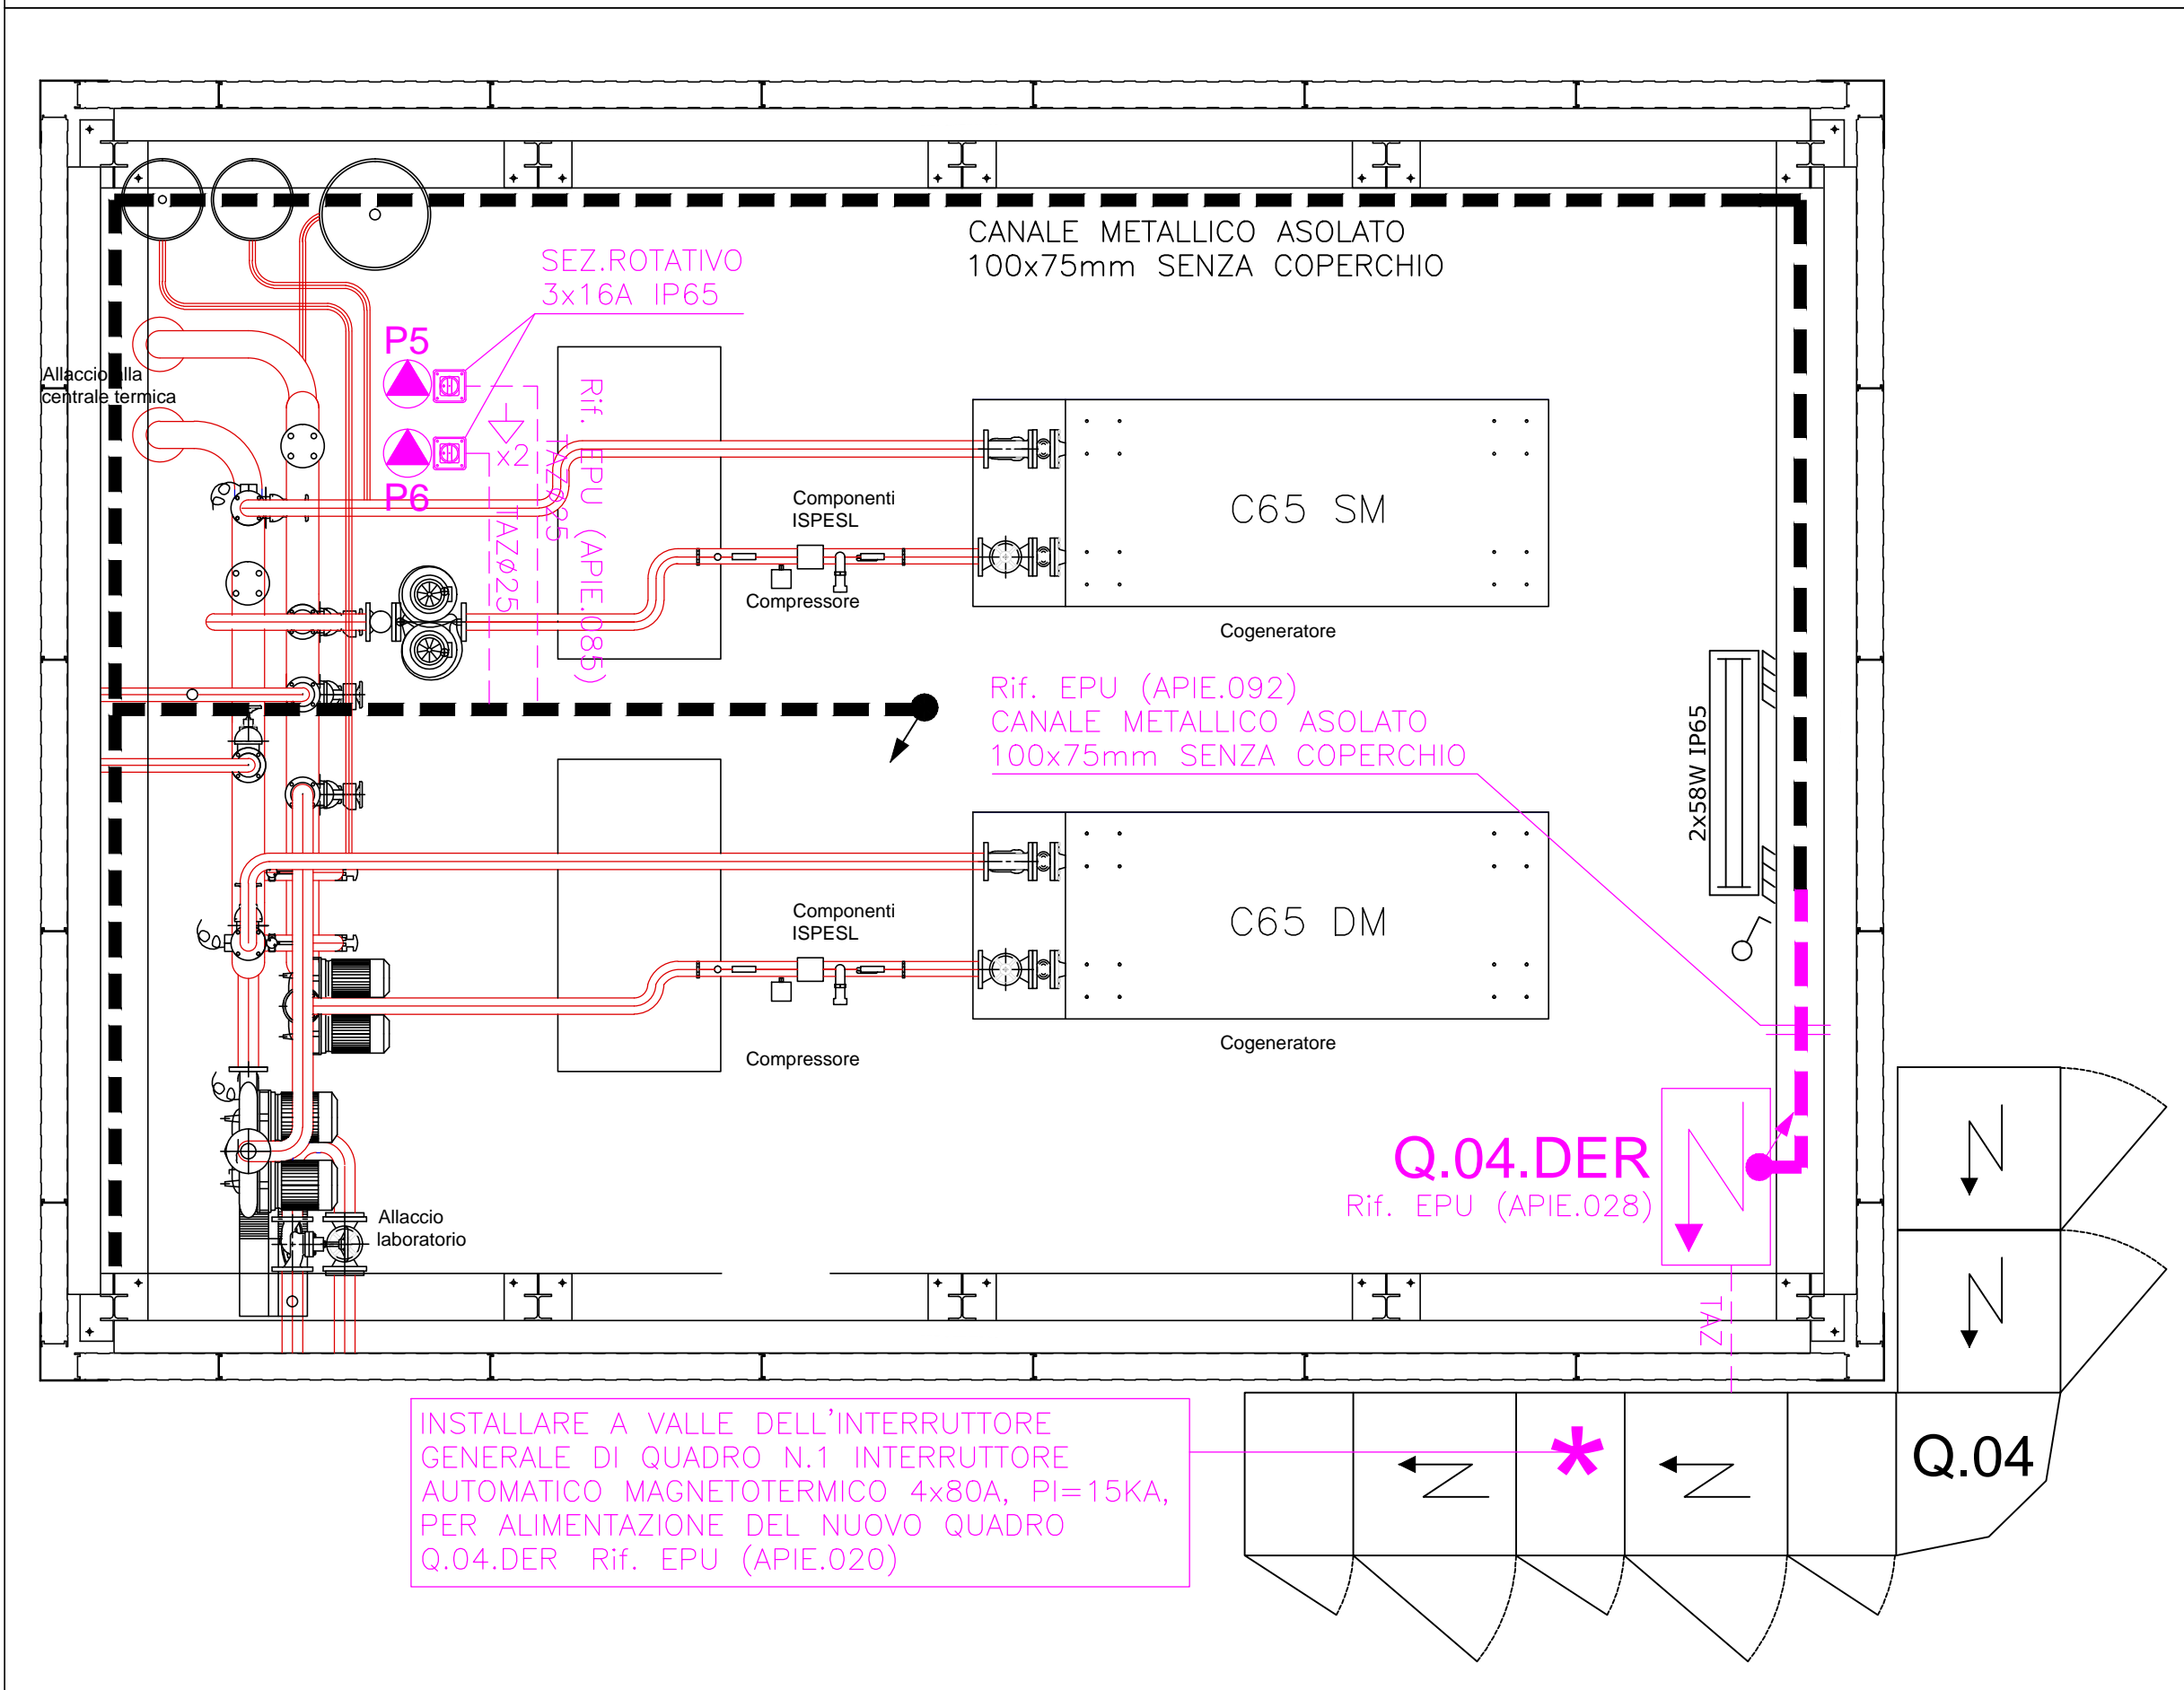 CANALE METALLICO ASOLATO
100x75mm SENZA COPERCHIO
SEZ.ROTATIVO
3x16A IP65
P5
Allaccio alla
centrale termica
P6
x2
Rif. EPU (APIE.085)
TAZø25
TAZø25
Componenti
ISPESL
C65 SM
Compressore
Cogeneratore
Rif. EPU (APIE.092)
CANALE METALLICO ASOLATO
100x75mm SENZA COPERCHIO
2x58W IP65
Componenti
ISPESL
C65 DM
Compressore
Cogeneratore
Q.04.DER
Rif. EPU (APIE.028)
Allaccio
laboratorio
TAZ
INSTALLARE A VALLE DELL'INTERRUTTORE
GENERALE DI QUADRO N.1 INTERRUTTORE
AUTOMATICO MAGNETOTERMICO 4x80A, PI=15KA,
PER ALIMENTAZIONE DEL NUOVO QUADRO
Q.04.DER Rif. EPU (APIE.020)
*
Q.04